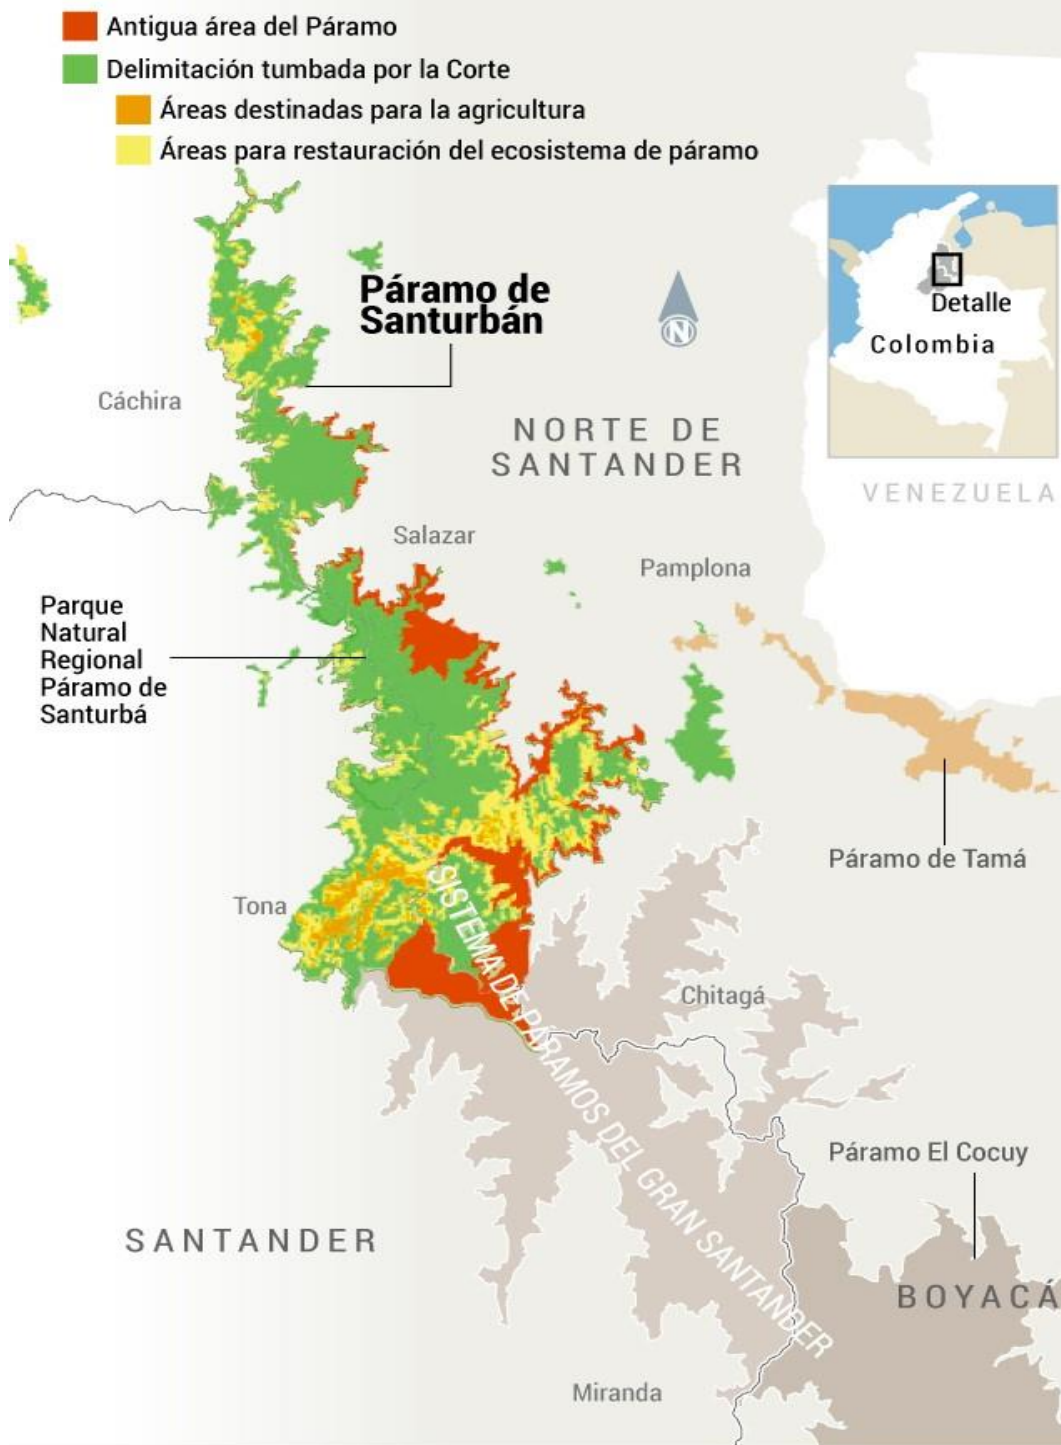 Antigua área del Páramo
Delimitación tumbada por la Corte
Áreas destinadas para la agricultura
Áreas para restauración del ecosistema de páramo
Páramo de
Santurbán
N
Detalle
Colombia
Cáchira
NORTE DE
SANTANDER
VENEZUELA
Salazar
Pamplona
Parque
Natural
Regional
Páramo de
Santurbá
Páramo de Tamá
Tona
SISTEMA DE PÁRAMOS DEL GRAN SANTANDER
Chitagá
Páramo El Cocuy
SANTANDER
BOYACÁ
Miranda